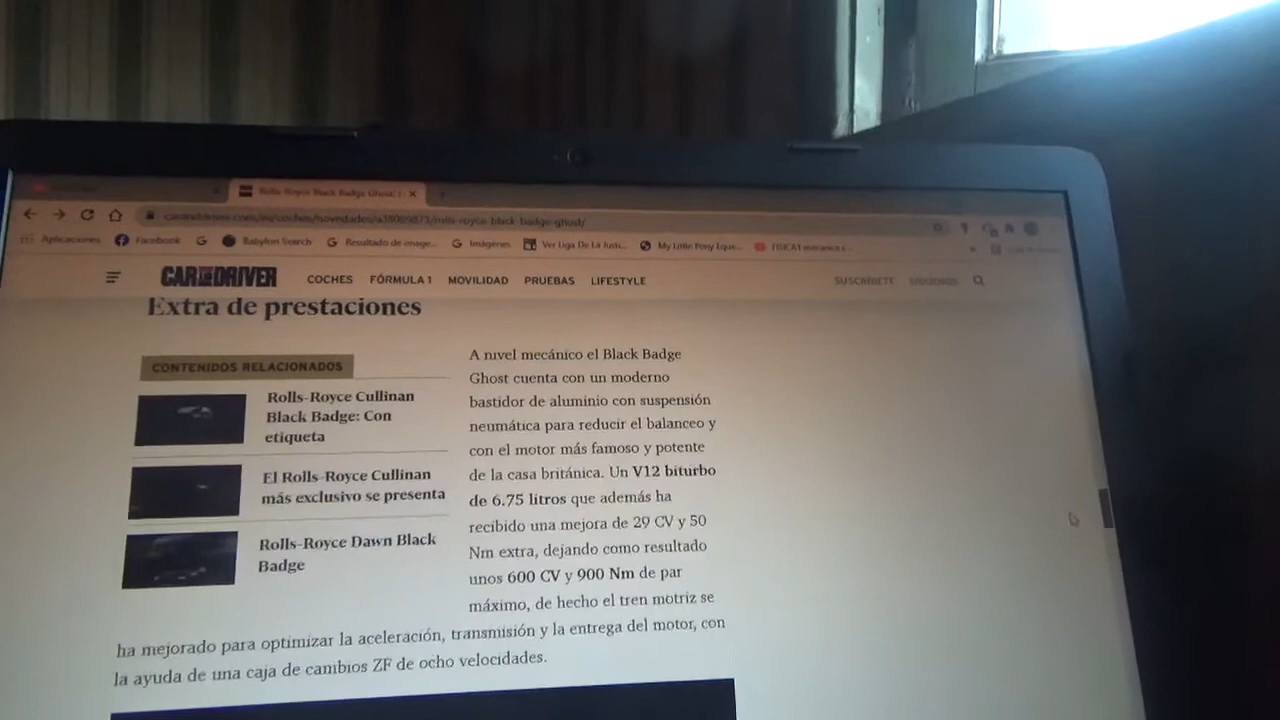 Rolls-Royce Black Badge Ghost:
caranddriver.com/es/coches/novedades/a38089873/rolls-royce-black-badge-ghost/
Aplicaciones Facebook Babylon Search Resultado de image... Imágenes Ver Liga De La Justi... My Little Pony Eque...
CAR AND DRIVER COCHES FÓRMULA 1 MOVILIDAD PRUEBAS LIFESTYLE SUSCRÍBETE SÍGUENOS
Extra de prestaciones
CONTENIDOS RELACIONADOS
Rolls-Royce Cullinan
Black Badge: Con
etiqueta
El Rolls-Royce Cullinan
más exclusivo se presenta
Rolls-Royce Dawn Black
Badge
A nivel mecánico el Black Badge
Ghost cuenta con un moderno
bastidor de aluminio con suspensión
neumática para reducir el balanceo y
con el motor más famoso y potente
de la casa británica. Un V12 biturbo
de 6.75 litros que además ha
recibido una mejora de 29 CV y 50
Nm extra, dejando como resultado
unos 600 CV y 900 Nm de par
máximo, de hecho el tren motriz se
ha mejorado para optimizar la aceleración, transmisión y la entrega del motor, con
la ayuda de una caja de cambios ZF de ocho velocidades.